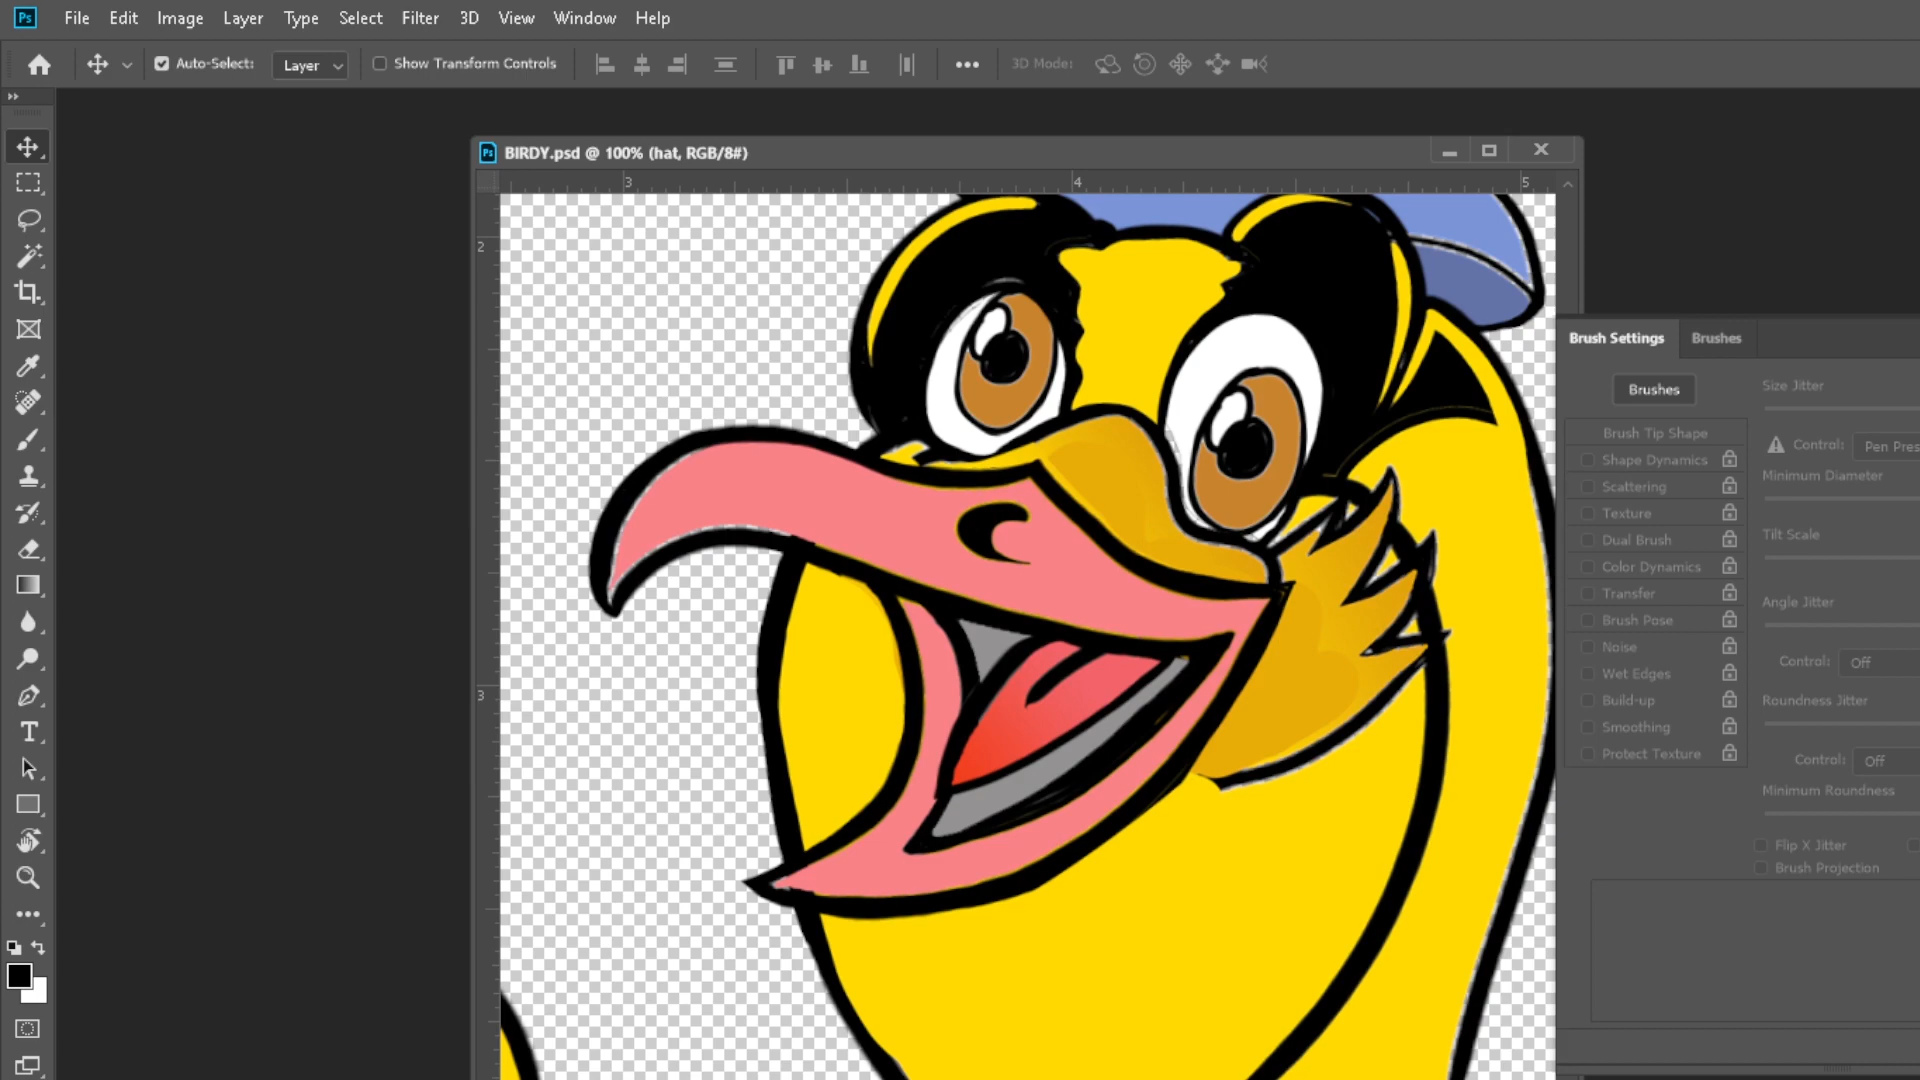 Ps File Edit Image Layer Type Select Filter 3D View Window Help
Auto-Select: Layer Show Transform Controls 3D Mode:
Ps BIRDY.psd @ 100% (hat, RGB/8#)
3 4 5
2
3
Brush Settings Brushes
Brushes
Size Jitter
Brush Tip Shape
Control: Pen Pres
Shape Dynamics
Minimum Diameter
Scattering
Texture
Tilt Scale
Dual Brush
Color Dynamics
Transfer
Angle Jitter
Brush Pose
Noise
Control: Off
Wet Edges
Build-up
Roundness Jitter
Smoothing
Protect Texture
Control: Off
Minimum Roundness
Flip X Jitter
Brush Projection
T